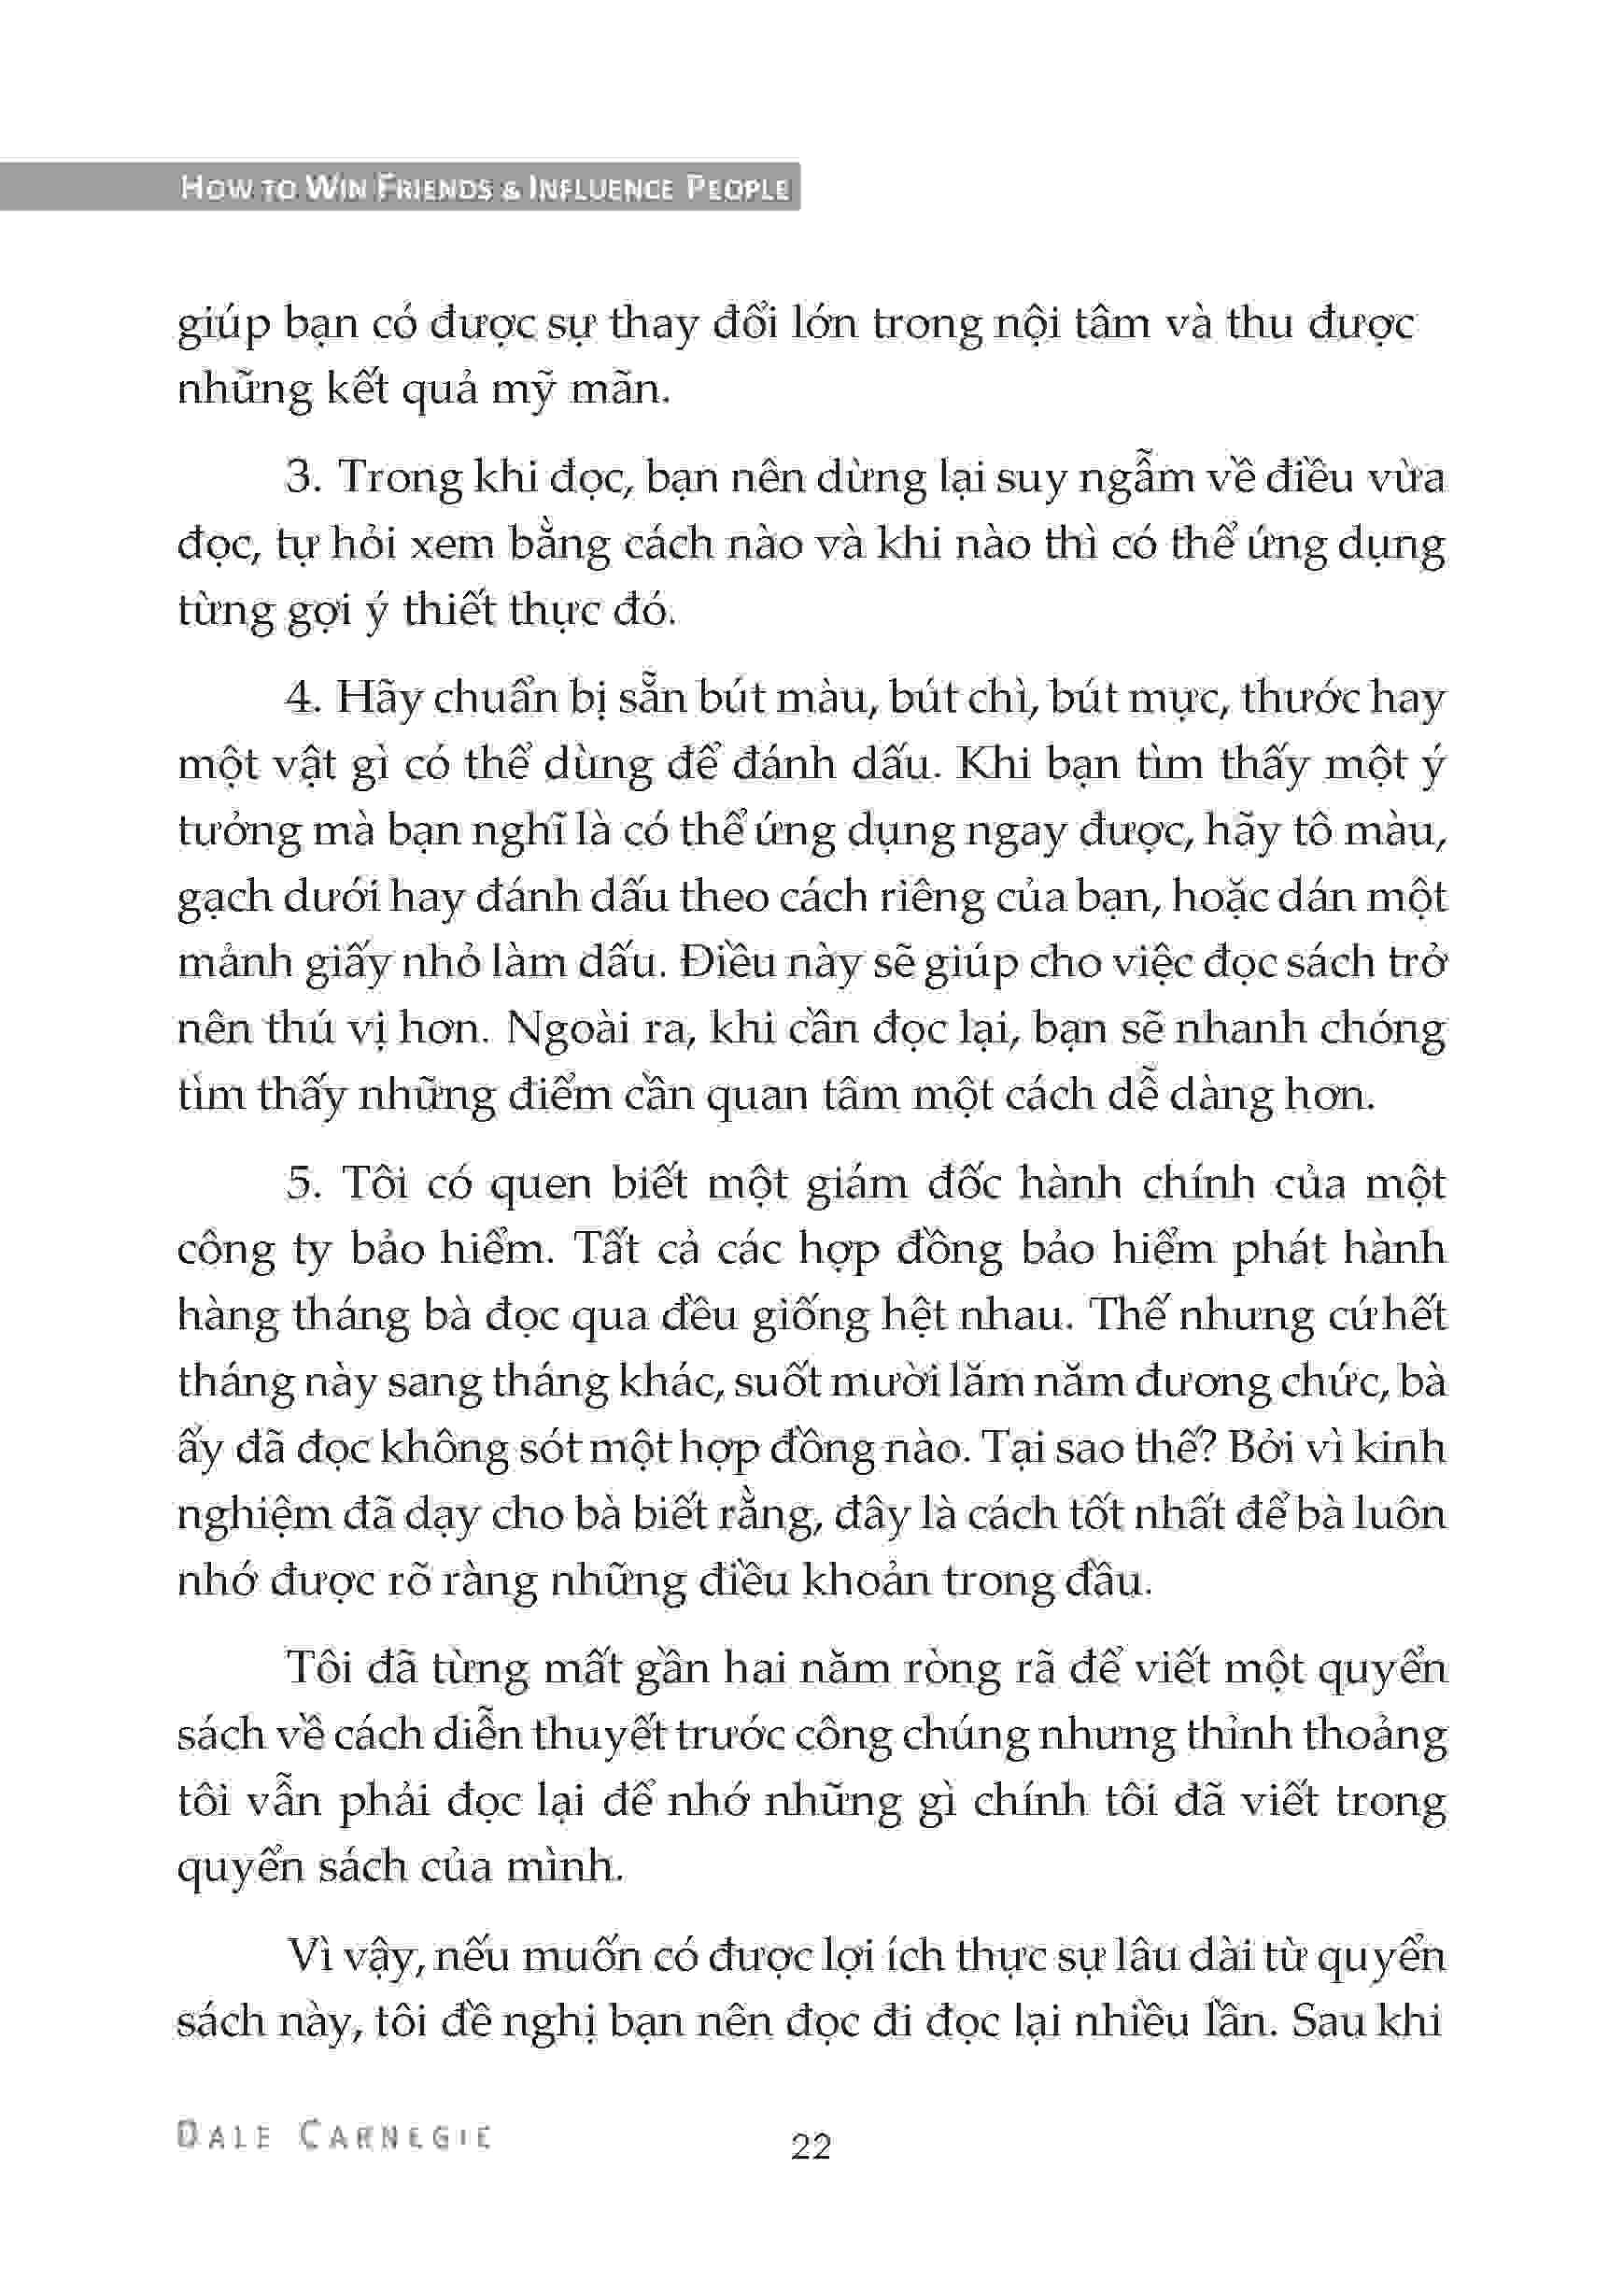 HOW TO WIN FRIENDS & INFLUENCE PEOPLE
giúp bạn có được sự thay đổi lớn trong nội tâm và thu được
những kết quả mỹ mãn.
3. Trong khi đọc, bạn nên dừng lại suy ngẫm về điều vừa
đọc, tự hỏi xem bằng cách nào và khi nào thì có thể ứng dụng
từng gợi ý thiết thực đó.
4. Hãy chuẩn bị sẵn bút màu, bút chì, bút mực, thước hay
một vật gì có thể dùng để đánh dấu. Khi bạn tìm thấy một ý
tưởng mà bạn nghĩ là có thể ứng dụng ngay được, hãy tô màu,
gạch dưới hay đánh dấu theo cách riêng của bạn, hoặc dán một
mảnh giấy nhỏ làm dấu. Điều này sẽ giúp cho việc đọc sách trở
nên thú vị hơn. Ngoài ra, khi cần đọc lại, bạn sẽ nhanh chóng
tìm thấy những điểm cần quan tâm một cách dễ dàng hơn.
5. Tôi có quen biết một giám đốc hành chính của một
công ty bảo hiểm. Tất cả các hợp đồng bảo hiểm phát hành
hàng tháng bà đọc qua đều giống hệt nhau. Thế nhưng cứ hết
tháng này sang tháng khác, suốt mười lăm năm đương chức, bà
ấy đã đọc không sót một hợp đồng nào. Tại sao thế? Bởi vì kinh
nghiệm đã dạy cho bà biết rằng, đây là cách tốt nhất để bà luôn
nhớ được rõ ràng những điều khoản trong đầu.
Tôi đã từng mất gần hai năm ròng rã để viết một quyển
sách về cách diễn thuyết trước công chúng nhưng thỉnh thoảng
tôi vẫn phải đọc lại để nhớ những gì chính tôi đã viết trong
quyển sách của mình.
Vì vậy, nếu muốn có được lợi ích thực sự lâu dài từ quyển
sách này, tôi đề nghị bạn nên đọc đi đọc lại nhiều lần. Sau khi
DALE CARNEGIE
22